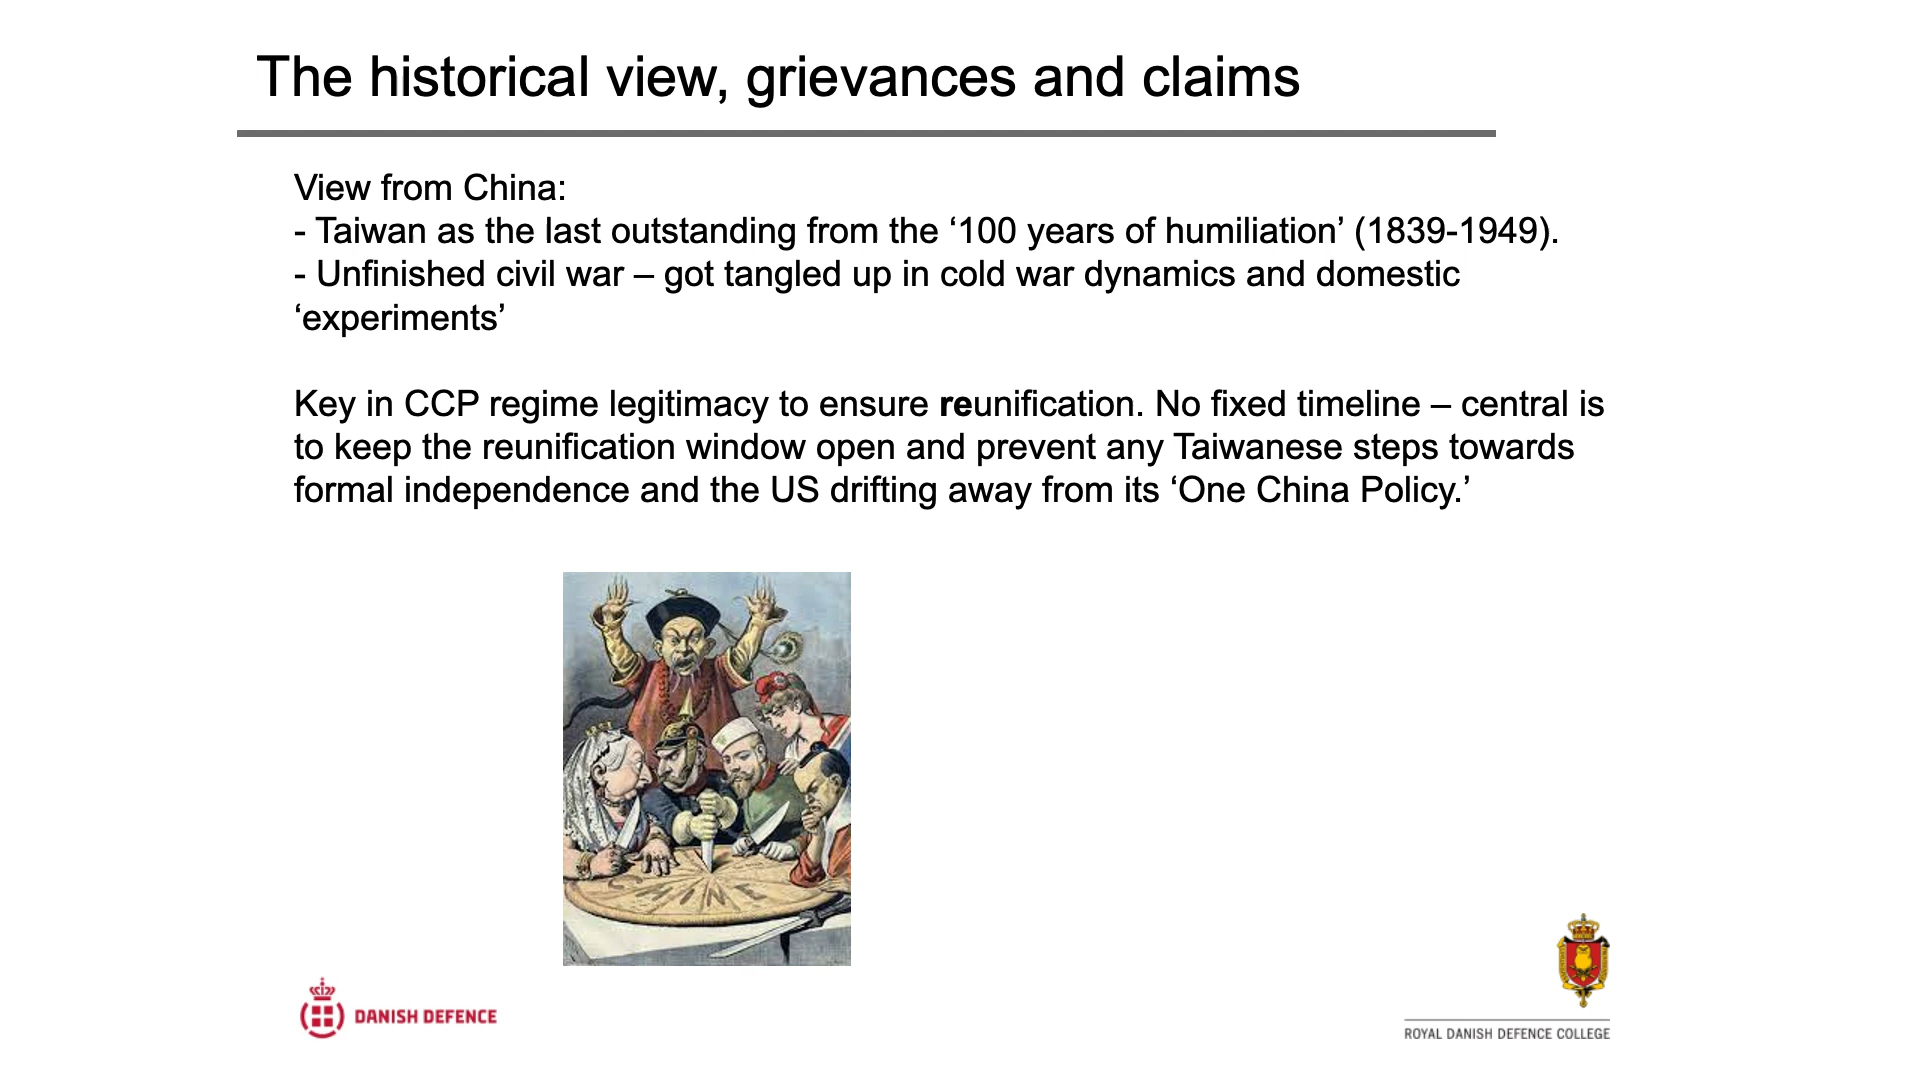 The historical view, grievances and claims
View from China:
- Taiwan as the last outstanding from the ‘100 years of humiliation’ (1839-1949).
- Unfinished civil war – got tangled up in cold war dynamics and domestic
‘experiments’
Key in CCP regime legitimacy to ensure reunification. No fixed timeline – central is
to keep the reunification window open and prevent any Taiwanese steps towards
formal independence and the US drifting away from its ‘One China Policy.’
CHINE
DANISH DEFENCE
ROYAL DANISH DEFENCE COLLEGE